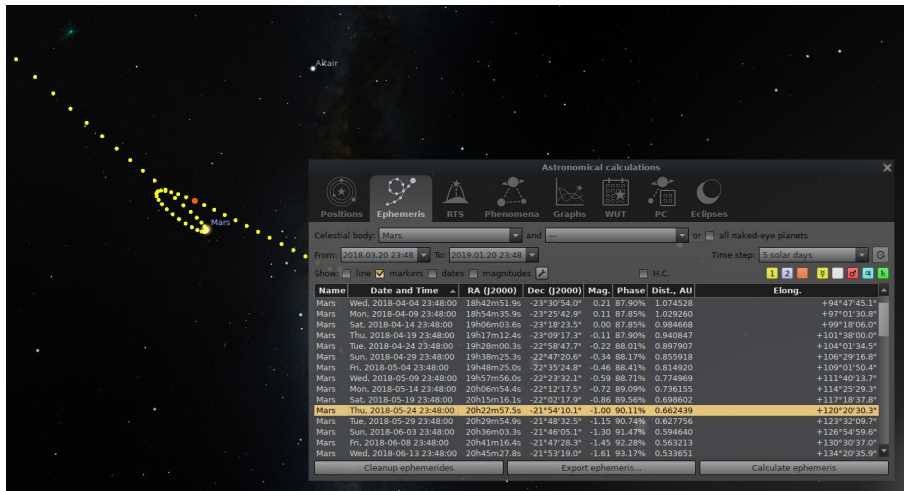 Altair
Mars
Astronomical calculations
Positions Ephemeris RTS Phenomena Graphs WUT PC Eclipses
Celestial body: Mars and — or all naked-eye planets
From: 2018.03.20 23:48 To: 2019.01.20 23:48 Time step: 5 solar days
Show: line markers dates magnitudes H.C. 1 2 ☿ ♂ ♃ ♄
Name Date and Time RA (J2000) Dec (J2000) Mag. Phase Dist., AU Elong.
Mars Wed, 2018-04-04 23:48:00 18h42m51.9s -23°30'54.0" 0.21 87.90% 1.074528 +94°47'45.1"
Mars Mon, 2018-04-09 23:48:00 18h54m35.9s -23°25'42.9" 0.11 87.85% 1.029260 +97°01'30.8"
Mars Sat, 2018-04-14 23:48:00 19h06m03.6s -23°18'23.5" 0.00 87.85% 0.984668 +99°18'06.0"
Mars Thu, 2018-04-19 23:48:00 19h17m12.4s -23°09'17.3" -0.11 87.90% 0.940847 +101°38'00.0"
Mars Tue, 2018-04-24 23:48:00 19h28m00.3s -22°58'47.7" -0.22 88.01% 0.897907 +104°01'34.5"
Mars Sun, 2018-04-29 23:48:00 19h38m25.3s -22°47'20.6" -0.34 88.17% 0.855918 +106°29'16.8"
Mars Fri, 2018-05-04 23:48:00 19h48m25.0s -22°35'24.8" -0.46 88.41% 0.814920 +109°01'50.4"
Mars Wed, 2018-05-09 23:48:00 19h57m56.0s -22°23'32.1" -0.59 88.71% 0.774969 +111°40'13.7"
Mars Mon, 2018-05-14 23:48:00 20h06m54.4s -22°12'17.5" -0.72 89.09% 0.736155 +114°25'29.3"
Mars Sat, 2018-05-19 23:48:00 20h15m16.1s -22°02'17.9" -0.86 89.56% 0.698602 +117°18'37.8"
Mars Thu, 2018-05-24 23:48:00 20h22m57.5s -21°54'10.1" -1.00 90.11% 0.662439 +120°20'30.3"
Mars Tue, 2018-05-29 23:48:00 20h29m54.9s -21°48'32.5" -1.15 90.74% 0.627756 +123°32'09.7"
Mars Sun, 2018-06-03 23:48:00 20h36m03.3s -21°46'05.1" -1.30 91.47% 0.594640 +126°54'59.6"
Mars Fri, 2018-06-08 23:48:00 20h41m16.4s -21°47'28.3" -1.45 92.28% 0.563213 +130°30'37.0"
Mars Wed, 2018-06-13 23:48:00 20h45m27.8s -21°53'19.0" -1.61 93.17% 0.533651 +134°20'35.9"
Cleanup ephemerides Export ephemeris... Calculate ephemeris